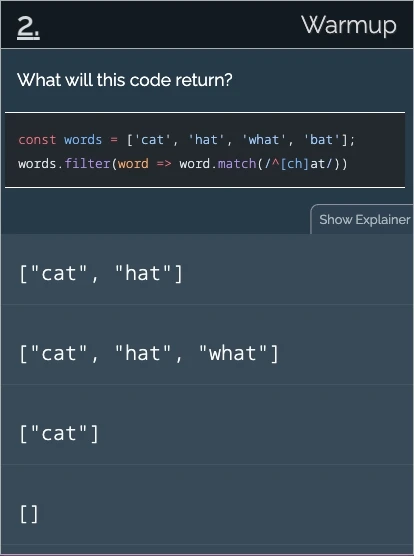 2.
Warmup
What will this code return?
const words = ['cat', 'hat', 'what', 'bat'];
words.filter(word => word.match(/^[ch]at/))
Show Explainer
["cat", "hat"]
["cat", "hat", "what"]
["cat"]
[]